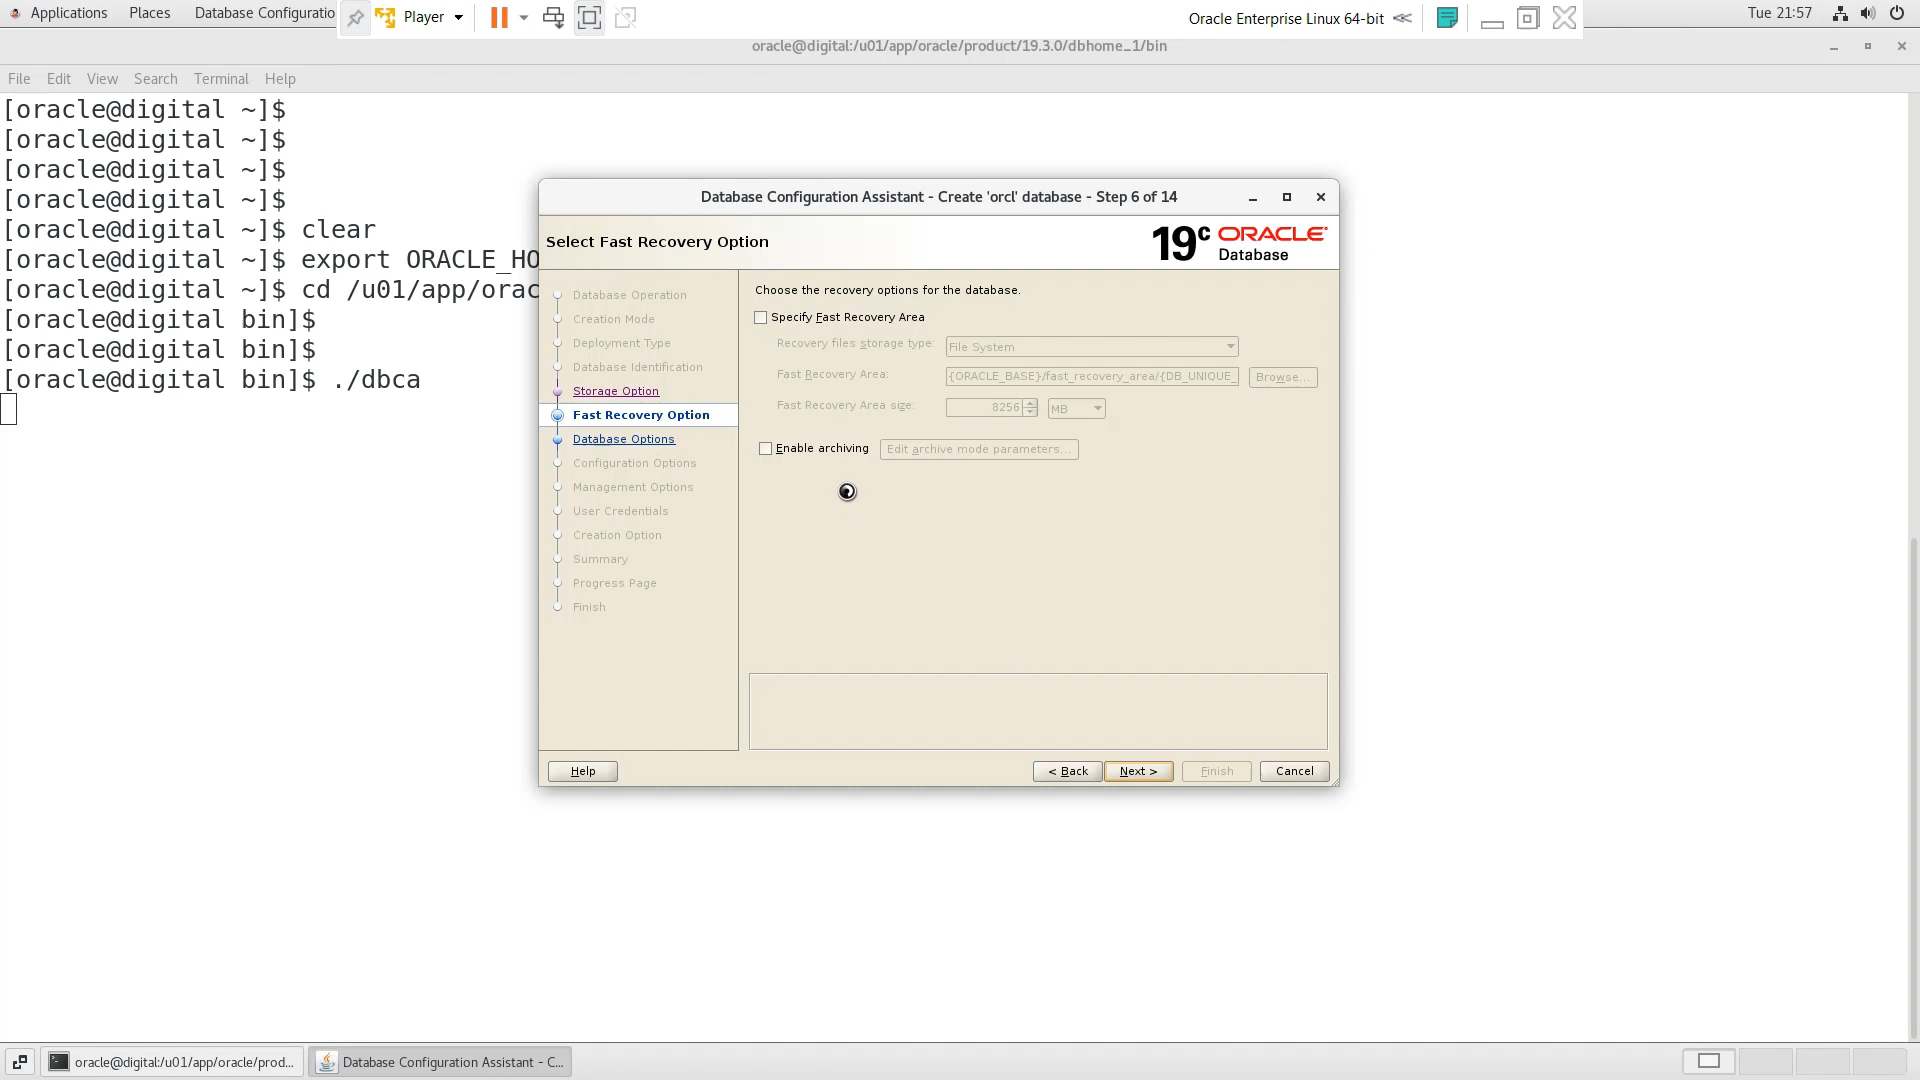 Applications Places Database Configuratio Player Oracle Enterprise Linux 64-bit Tue 21:57
oracle@digital:/u01/app/oracle/product/19.3.0/dbhome_1/bin
File Edit View Search Terminal Help
[oracle@digital ~]$
[oracle@digital ~]$
[oracle@digital ~]$
[oracle@digital ~]$
[oracle@digital ~]$ clear
[oracle@digital ~]$ export ORACLE_HO
[oracle@digital ~]$ cd /u01/app/orac
[oracle@digital bin]$
[oracle@digital bin]$
[oracle@digital bin]$ ./dbca
Database Configuration Assistant - Create 'orcl' database - Step 6 of 14
Select Fast Recovery Option
19c ORACLE
Database
Database Operation
Creation Mode
Deployment Type
Database Identification
Storage Option
Fast Recovery Option
Database Options
Configuration Options
Management Options
User Credentials
Creation Option
Summary
Progress Page
Finish
Choose the recovery options for the database.
Specify Fast Recovery Area
Recovery files storage type: File System
Fast Recovery Area: {ORACLE_BASE}/fast_recovery_area/{DB_UNIQUE_ Browse...
Fast Recovery Area size: 8256 MB
Enable archiving Edit archive mode parameters...
Help < Back Next > Finish Cancel
oracle@digital:/u01/app/oracle/prod... Database Configuration Assistant - C...